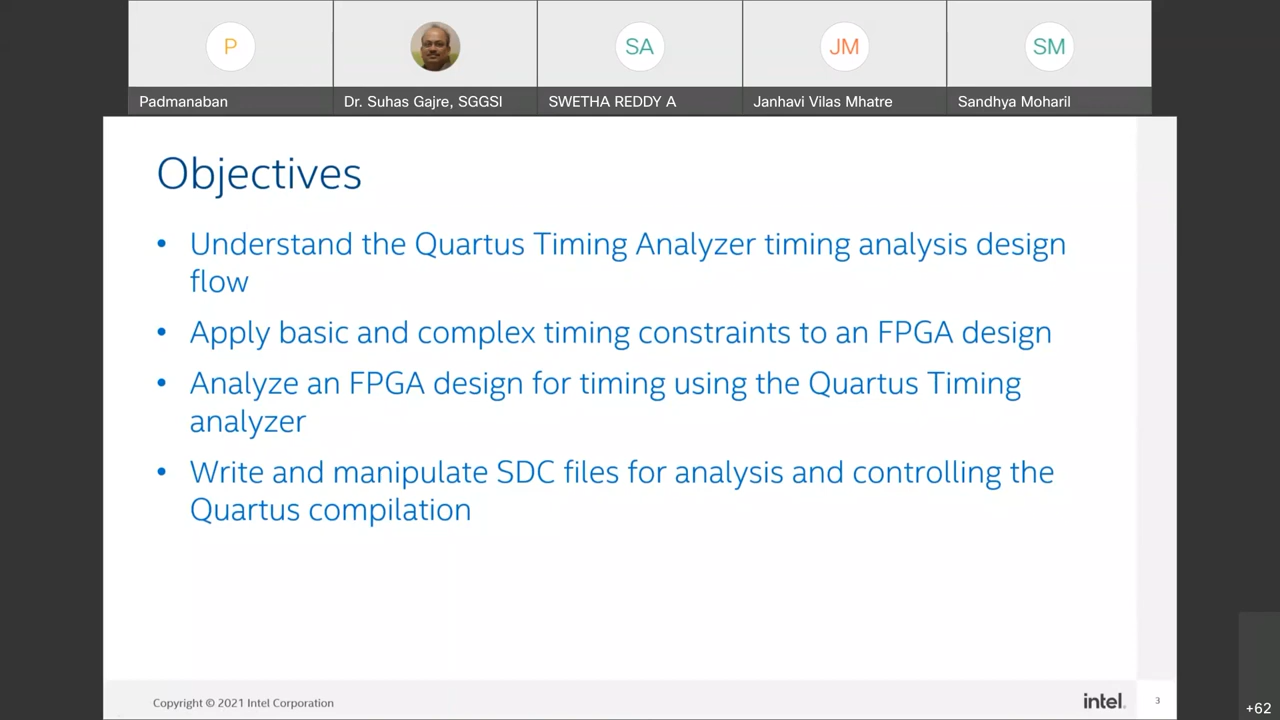 P
SA
JM
SM
Padmanaban
Dr. Suhas Gajre, SGGSI
SWETHA REDDY A
Janhavi Vilas Mhatre
Sandhya Moharil
Objectives
• Understand the Quartus Timing Analyzer timing analysis design
flow
• Apply basic and complex timing constraints to an FPGA design
• Analyze an FPGA design for timing using the Quartus Timing
analyzer
• Write and manipulate SDC files for analysis and controlling the
Quartus compilation
Copyright © 2021 Intel Corporation
intel.
3
+62